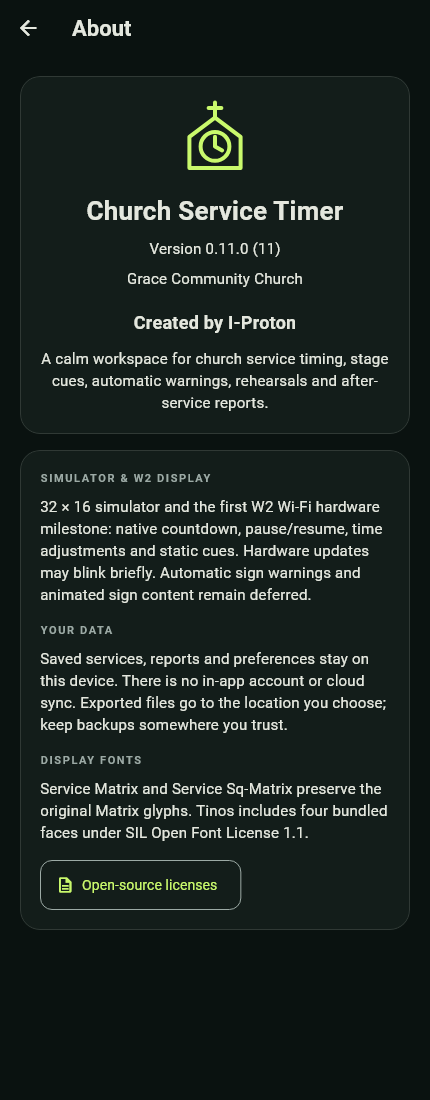 About
Church Service Timer
Version 0.11.0 (11)
Grace Community Church
Created by I-Proton
A calm workspace for church service timing, stage
cues, automatic warnings, rehearsals and after-
service reports.
SIMULATOR & W2 DISPLAY
32 × 16 simulator and the first W2 Wi-Fi hardware
milestone: native countdown, pause/resume, time
adjustments and static cues. Hardware updates
may blink briefly. Automatic sign warnings and
animated sign content remain deferred.
YOUR DATA
Saved services, reports and preferences stay on
this device. There is no in-app account or cloud
sync. Exported files go to the location you choose;
keep backups somewhere you trust.
DISPLAY FONTS
Service Matrix and Service Sq-Matrix preserve the
original Matrix glyphs. Tinos includes four bundled
faces under SIL Open Font License 1.1.
Open-source licenses